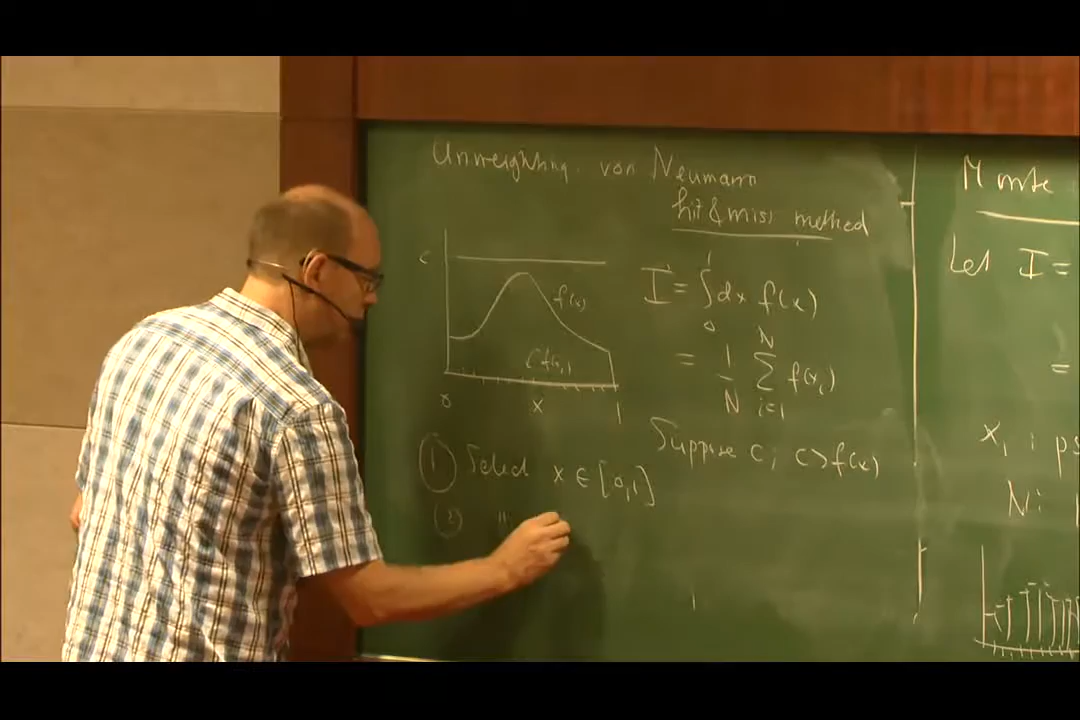 Unweighting. von Neumann
hit & miss method
c
f(x)
I = ∫₀¹ dx f(x)
= 1/N Σᵢ₌₁ᴺ f(xᵢ)
0 x 1
Suppose c; c > f(x)
① Select x ∈ [0,1]
② "
Monte
Let I =
=
xᵢ : ps
N: